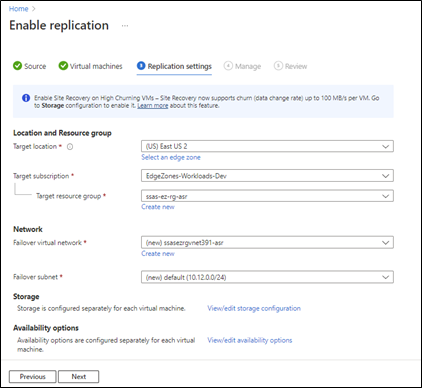 Home >
Enable replication ...
Source Virtual machines 3 Replication settings 4 Manage 5 Review
Enable Site Recovery on High Churning VMs – Site Recovery now supports churn (data change rate) up to 100 MB/s per VM. Go
to Storage configuration to enable it. Learn more about this feature.
Location and Resource group
Target location *
(US) East US 2
Select an edge zone
Target subscription *
EdgeZones-Workloads-Dev
Target resource group *
ssas-ez-rg-asr
Create new
Network
Failover virtual network *
(new) ssasezrgvnet391-asr
Create new
Failover subnet *
(new) default (10.12.0.0/24)
Storage
Storage is configured separately for each virtual machine. View/edit storage configuration
Availability options
Availability options are configured separately for each virtual View/edit availability options
machine.
Previous Next